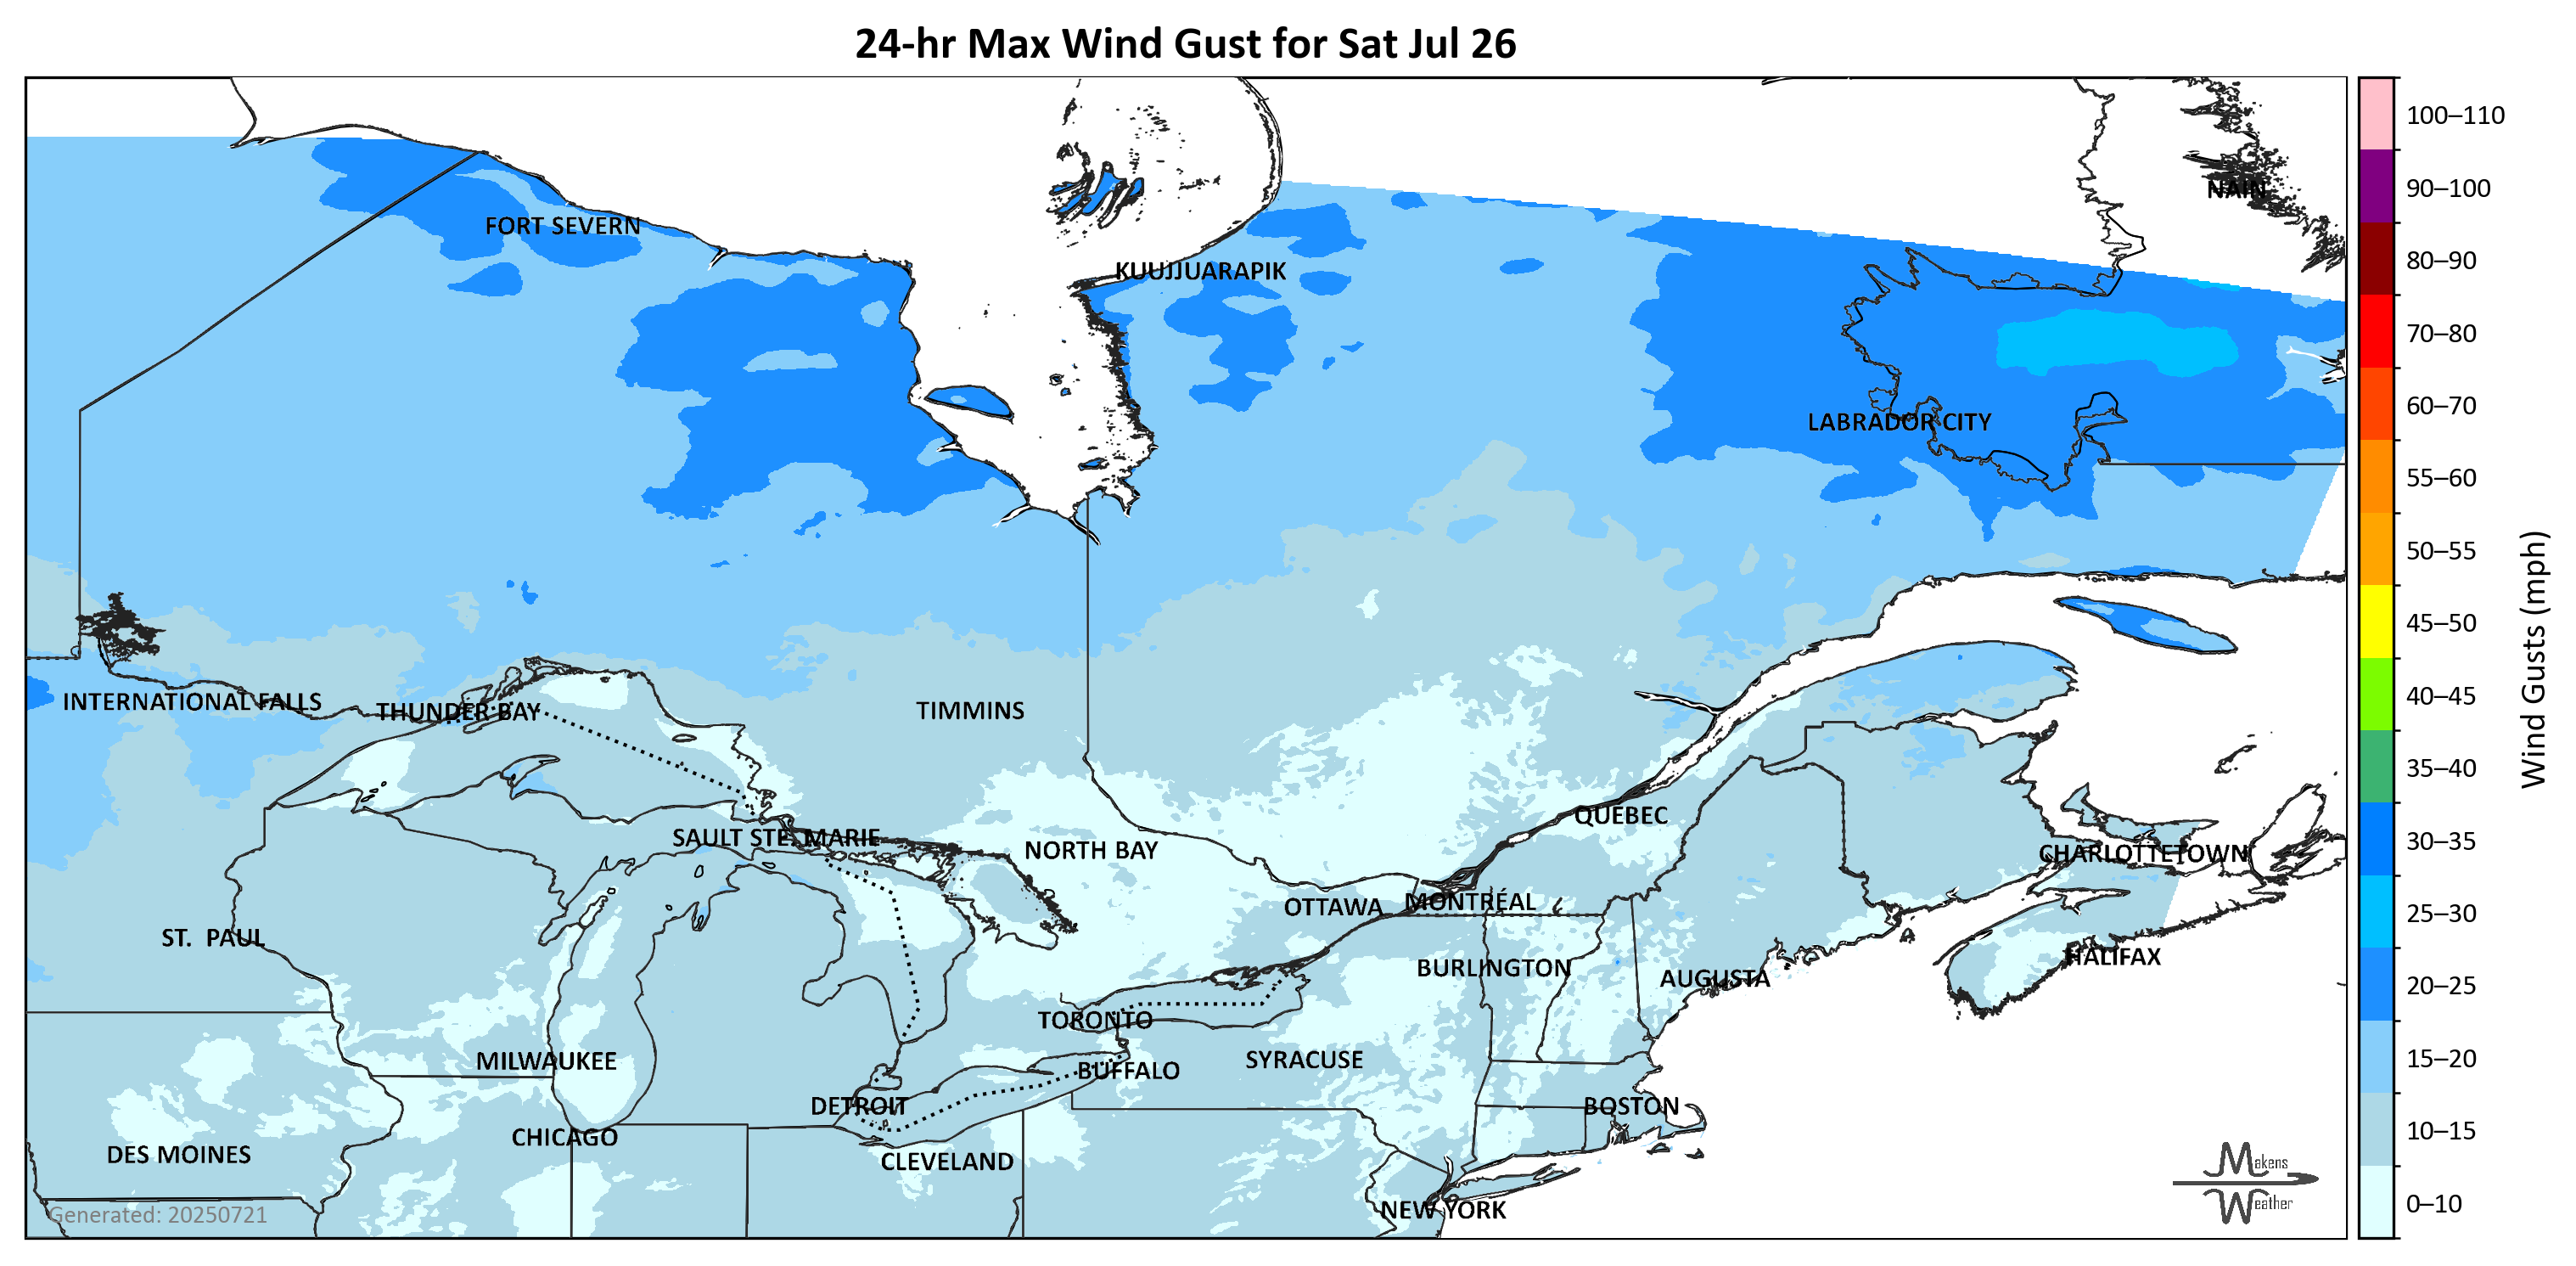 24-hr Max Wind Gust for Sat Jul 26
100–110
90–100
80–90
70–80
60–70
55–60
50–55
45–50
40–45
35–40
30–35
25–30
20–25
15–20
10–15
0–10
Wind Gusts (mph)
NAIN
FORT SEVERN
KUUJJUARAPIK
LABRADOR CITY
INTERNATIONAL FALLS
THUNDER BAY
TIMMINS
QUEBEC
SAULT STE. MARIE
NORTH BAY
CHARLOTTETOWN
OTTAWA
MONTRÉAL
ST. PAUL
HALIFAX
BURLINGTON
AUGUSTA
TORONTO
MILWAUKEE
SYRACUSE
BUFFALO
DETROIT
BOSTON
CHICAGO
DES MOINES
CLEVELAND
NEW YORK
Generated: 20250721
Makens
Weather